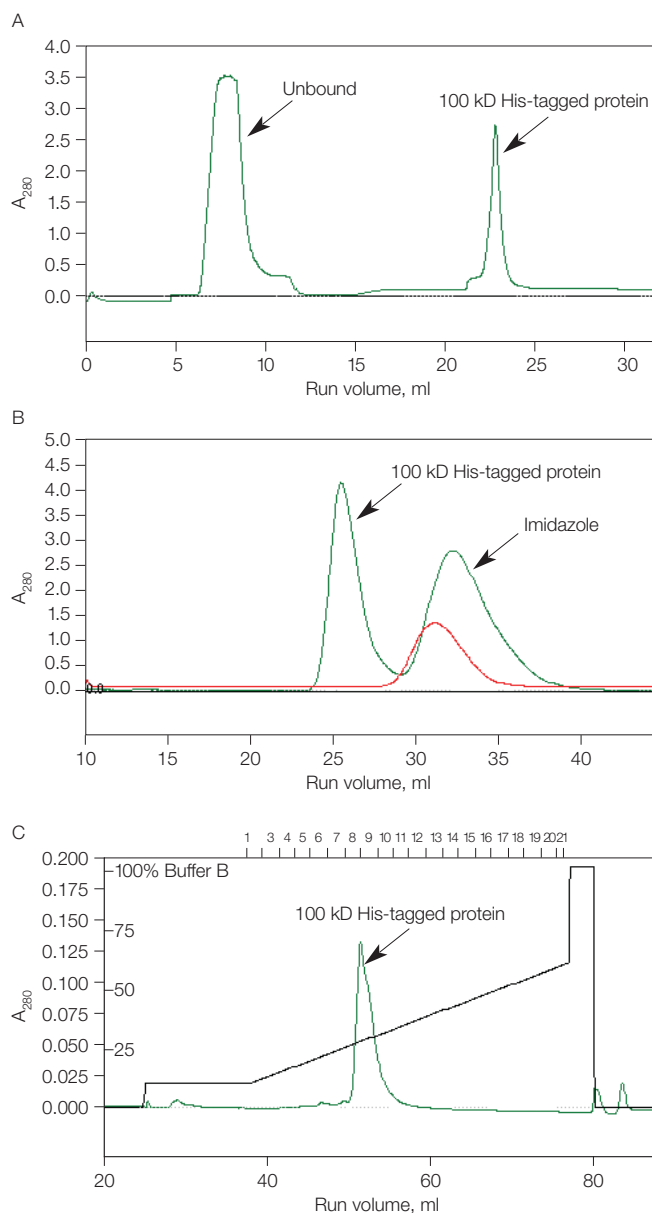 A
4.0
3.5
3.0
2.5
2.0
1.5
1.0
0.5
0.0
A280
Unbound
100 kD His-tagged protein
0 5 10 15 20 25 30
Run volume, ml
B
5.0
4.5
4.0
3.5
3.0
2.5
2.0
1.5
1.0
0.5
0.0
0.0
A280
100 kD His-tagged protein
Imidazole
10 15 20 25 30 35 40
Run volume, ml
C
1 3 4 5 6 7 8 9 10 11 12 13 14 15 16 17 18 19 20 21
0.200
0.175
0.150
0.125
0.100
0.075
0.050
0.025
0.000
A280
100% Buffer B
75
50
25
100 kD His-tagged protein
20 40 60 80
Run volume, ml